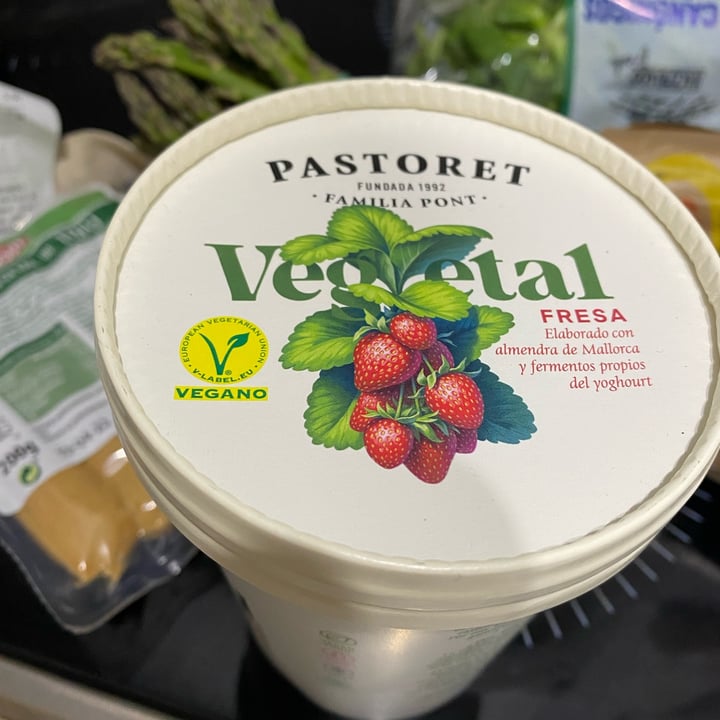 PASTORET
FUNDADA 1992
· FAMILIA PONT ·
Vegetal
FRESA
Elaborado con
almendra de Mallorca
y fermentos propios
del yoghourt
EUROPEAN VEGETARIAN UNION
· V-LABEL.EU ·
®
VEGANO
200g